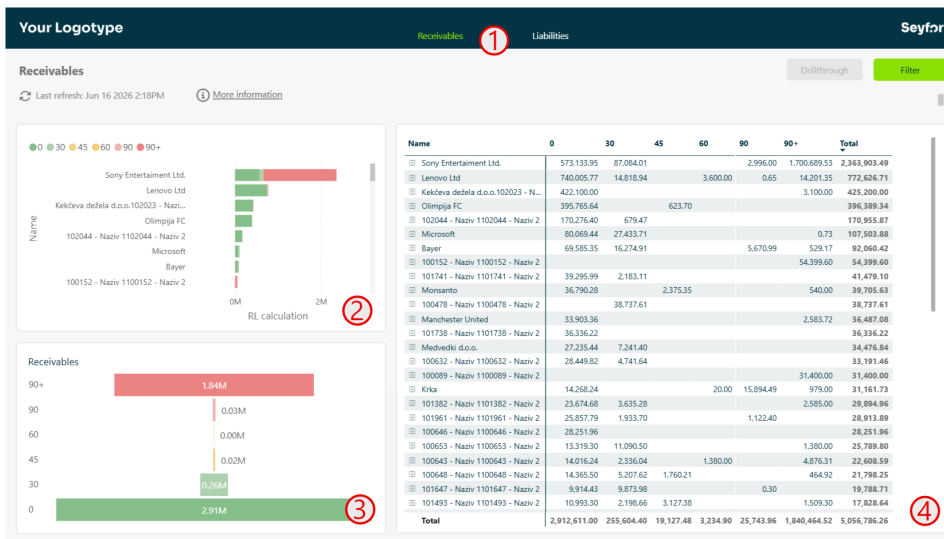 Your Logotype
Receivables
1
Liabilities
Seyfor
Receivables
Drillthrough
Filter
Last refresh: Jun 16 2026 2:18PM
More information
0 30 45 60 90 90+
Name
Sony Entertaiment Ltd.
Lenovo Ltd
Kekčeva dežela d.o.o.102023 - Nazi...
Olimpija FC
102044 - Naziv 1102044 - Naziv 2
Microsoft
Bayer
100152 - Naziv 1100152 - Naziv 2
0M 2M
RL calculation
2
Receivables
90+ 1.84M
90 0.03M
60 0.00M
45 0.02M
30 0.26M
0 2.91M
3
Name 0 30 45 60 90 90+ Total
Sony Entertaiment Ltd. 573,133.95 87,084.01 2,996.00 1,700,689.53 2,363,903.49
Lenovo Ltd 740,005.77 14,818.94 3,600.00 0.65 14,201.35 772,626.71
Kekčeva dežela d.o.o.102023 - N... 422,100.00 3,100.00 425,200.00
Olimpija FC 395,765.64 623.70 396,389.34
102044 - Naziv 1102044 - Naziv 2 170,276.40 679.47 170,955.87
Microsoft 80,069.44 27,433.71 0.73 107,503.88
Bayer 69,585.35 16,274.91 5,670.99 529.17 92,060.42
100152 - Naziv 1100152 - Naziv 2 54,399.60 54,399.60
101741 - Naziv 1101741 - Naziv 2 39,295.99 2,183.11 41,479.10
Monsanto 36,790.28 2,375.35 540.00 39,705.63
100478 - Naziv 1100478 - Naziv 2 38,737.61 38,737.61
Manchester United 33,903.36 2,583.72 36,487.08
101738 - Naziv 1101738 - Naziv 2 36,336.22 36,336.22
Medvedki d.o.o. 27,235.44 7,241.40 34,476.84
100632 - Naziv 1100632 - Naziv 2 28,449.82 4,741.64 33,191.46
100089 - Naziv 1100089 - Naziv 2 31,400.00 31,400.00
Krka 14,268.24 20.00 15,894.49 979.00 31,161.73
101382 - Naziv 1101382 - Naziv 2 23,674.68 3,635.28 2,585.00 29,894.96
101961 - Naziv 1101961 - Naziv 2 25,857.79 1,933.70 1,122.40 28,913.89
100646 - Naziv 1100646 - Naziv 2 28,251.96 28,251.96
100653 - Naziv 1100653 - Naziv 2 13,319.30 11,090.50 1,380.00 25,789.80
100643 - Naziv 1100643 - Naziv 2 14,016.24 2,336.04 1,380.00 4,876.31 22,608.59
100648 - Naziv 1100648 - Naziv 2 14,365.50 5,207.62 1,760.21 464.92 21,798.25
101647 - Naziv 1101647 - Naziv 2 9,914.43 9,873.98 0.30 19,788.71
101493 - Naziv 1101493 - Naziv 2 10,993.30 2,198.66 3,127.38 1,509.30 17,828.64
Total 2,912,611.00 255,604.40 19,127.48 3,234.90 25,743.96 1,840,464.52 5,056,786.26
4